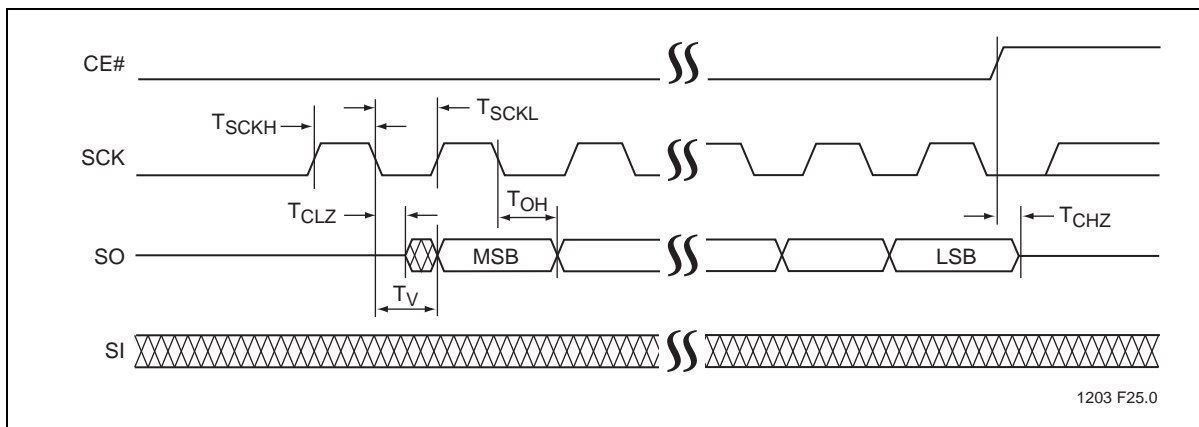 CE#
TSCKH
TSCKL
SCK
TCLZ
TOH
TCHZ
SO
MSB
LSB
TV
SI
1203 F25.0